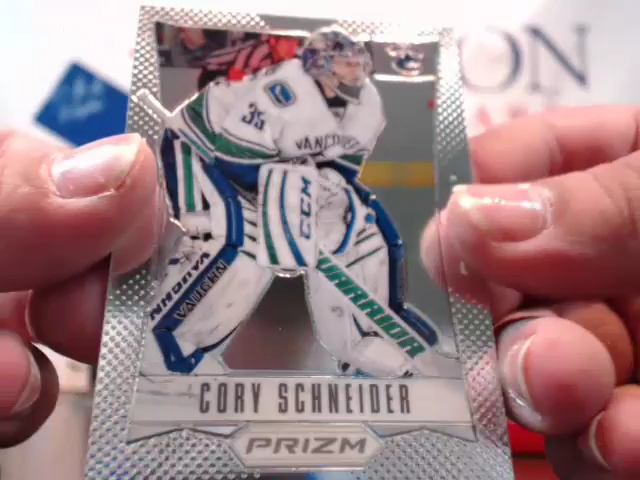 ON
35
VANCOUVER
CCM
VAUGHN
VAUGHN
WARRIOR
CORY SCHNEIDER
PRIZM